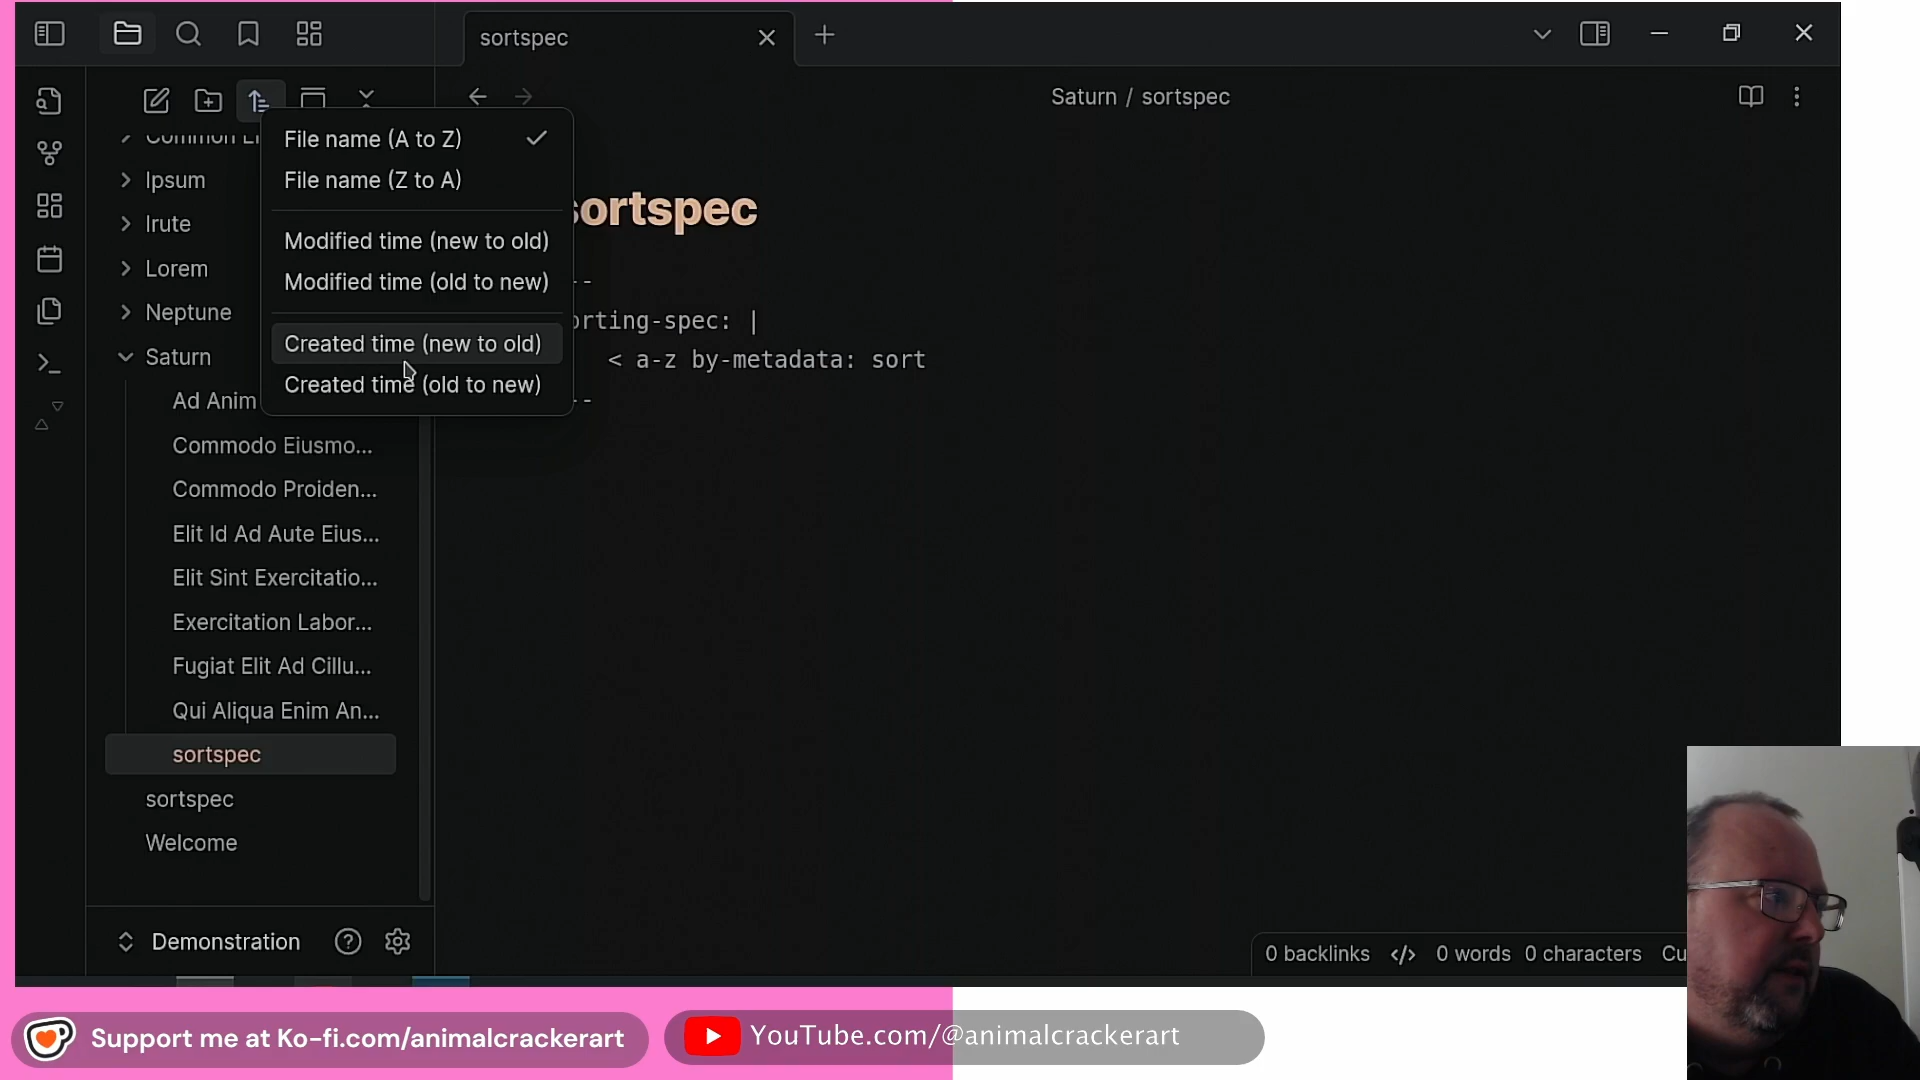 sortspec
Saturn / sortspec
File name (A to Z)
File name (Z to A)
Modified time (new to old)
Modified time (old to new)
Created time (new to old)
Created time (old to new)
Ipsum
Irute
Lorem
Neptune
Saturn
Ad Anim
Commodo Eiusmo...
Commodo Proiden...
Elit Id Ad Aute Eius...
Elit Sint Exercitatio...
Exercitation Labor...
Fugiat Elit Ad Cillu...
Qui Aliqua Enim An...
sortspec
sortspec
Welcome
Demonstration
sortspec
--
orting-spec: |
< a-z by-metadata: sort
--
0 backlinks </> 0 words 0 characters Cu
Support me at Ko-fi.com/animalcrackerart
YouTube.com/@animalcrackerart